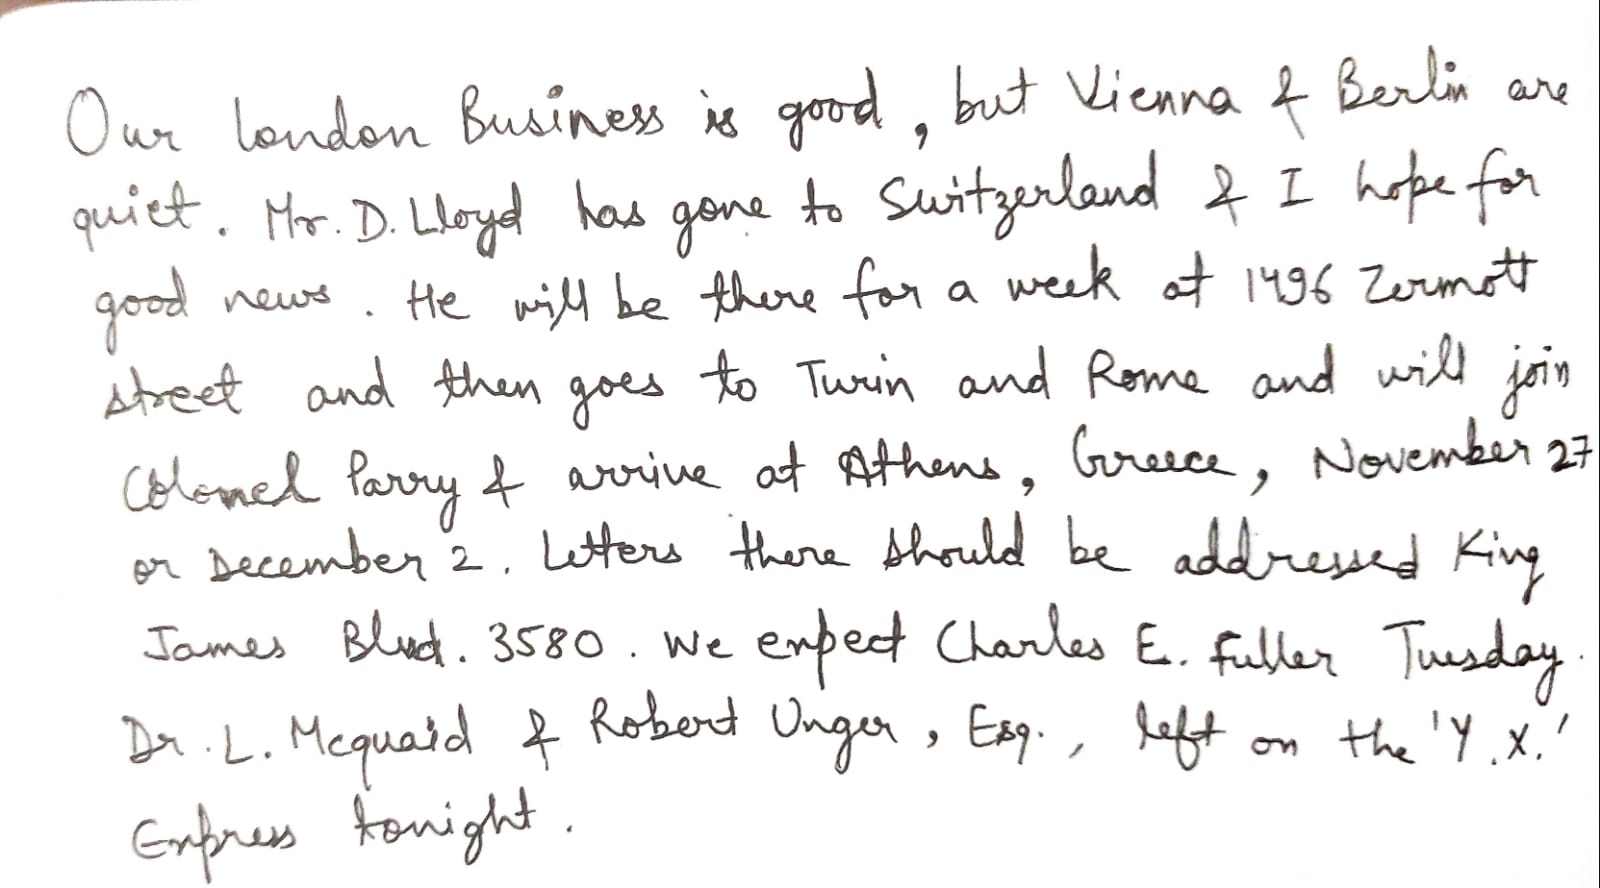 Our london Business is good, but Vienna & Berlin are
quiet. Mr. D. Lloyd has gone to Switzerland & I hope for
good news. He will be there for a week at 1496 Zermott
street and then goes to Turin and Rome and will join
Colonel Parry & arrive at Athens, Greece, November 27
or December 2. Letters there should be addressed King
James Blvd. 3580. We expect Charles E. Fuller Tuesday.
Dr. L. Mcquaid & Robert Unger, Esq., left on the 'Y.X.'
Express tonight.